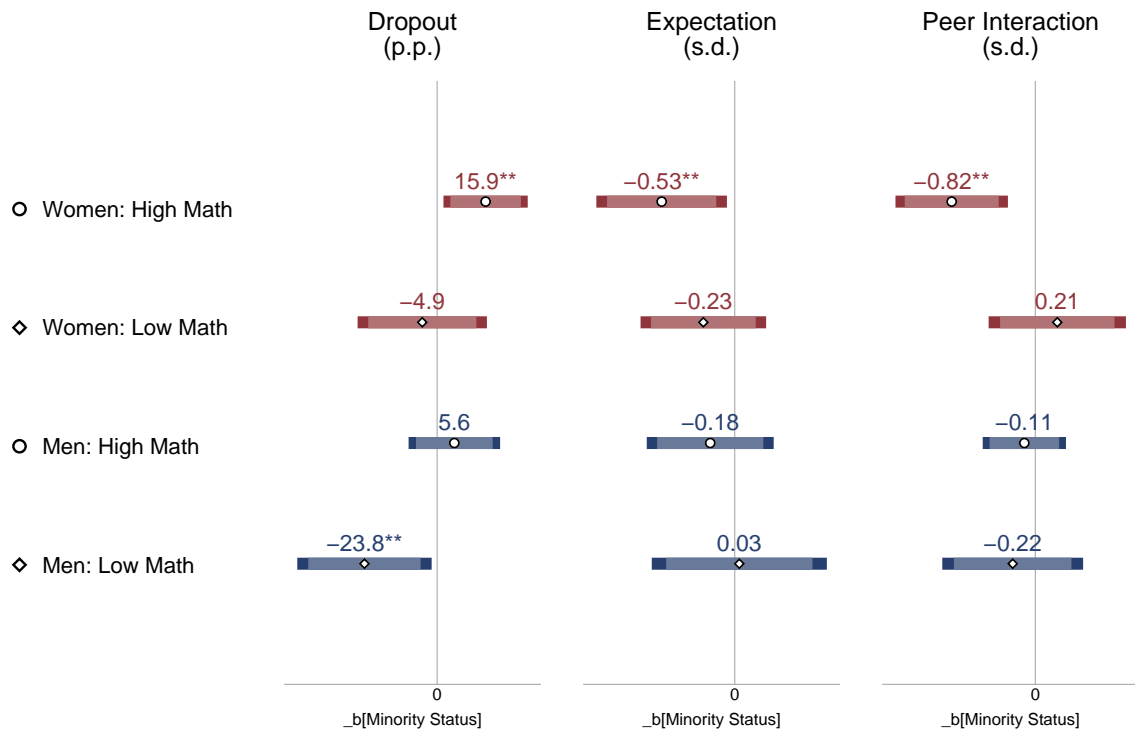 Dropout
(p.p.)
Expectation
(s.d.)
Peer Interaction
(s.d.)
Women: High Math
15.9**
−0.53**
−0.82**
Women: Low Math
−4.9
−0.23
0.21
Men: High Math
5.6
−0.18
−0.11
Men: Low Math
−23.8**
0.03
−0.22
0
0
0
_b[Minority Status]
_b[Minority Status]
_b[Minority Status]